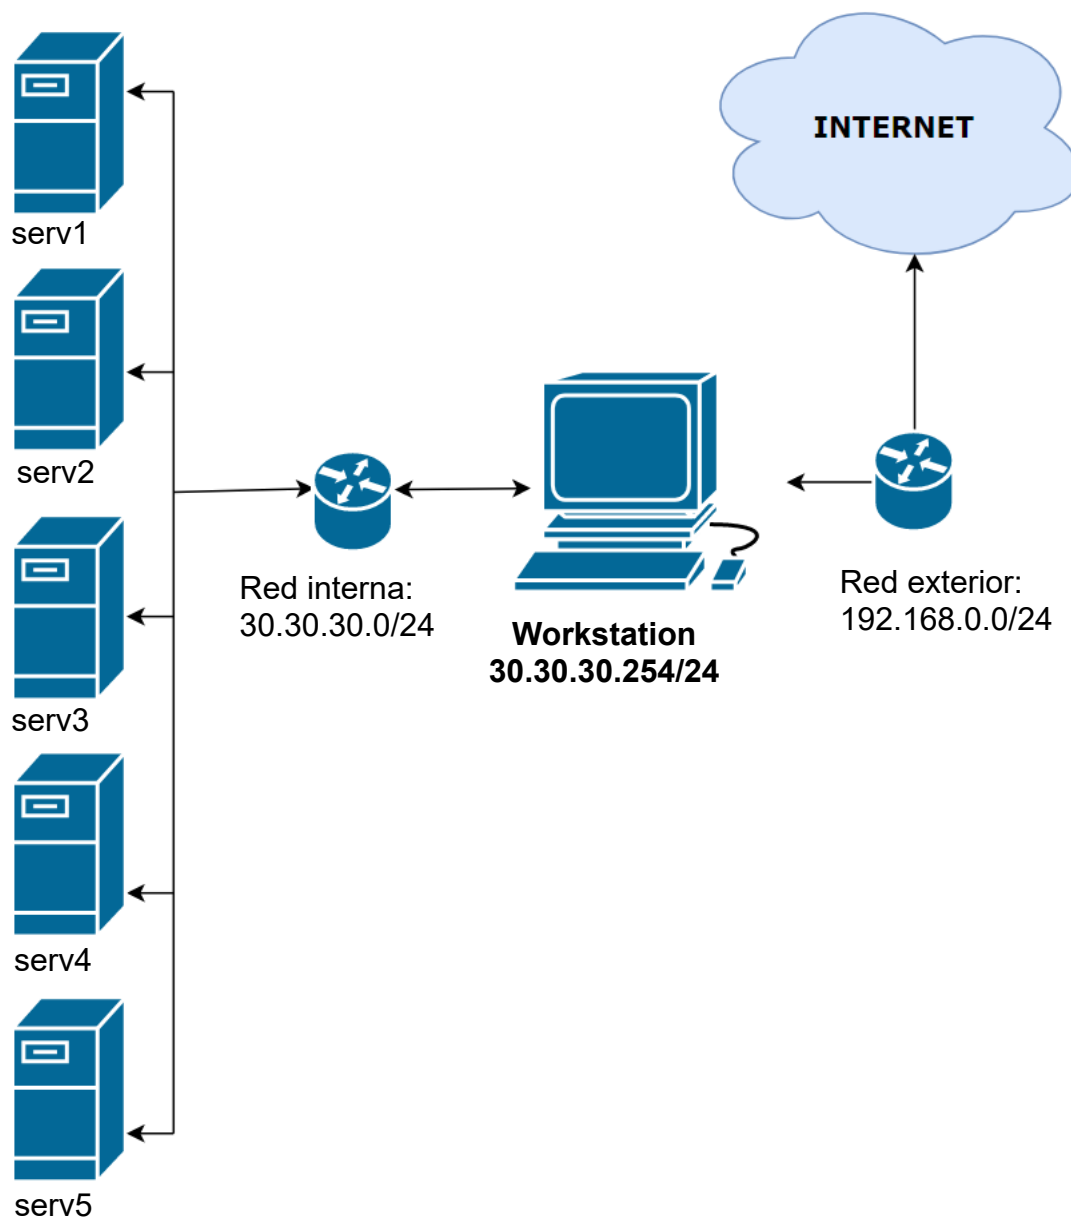 INTERNET
serv1
serv2
serv3
serv4
serv5
Red interna:
30.30.30.0/24
Workstation
30.30.30.254/24
Red exterior:
192.168.0.0/24